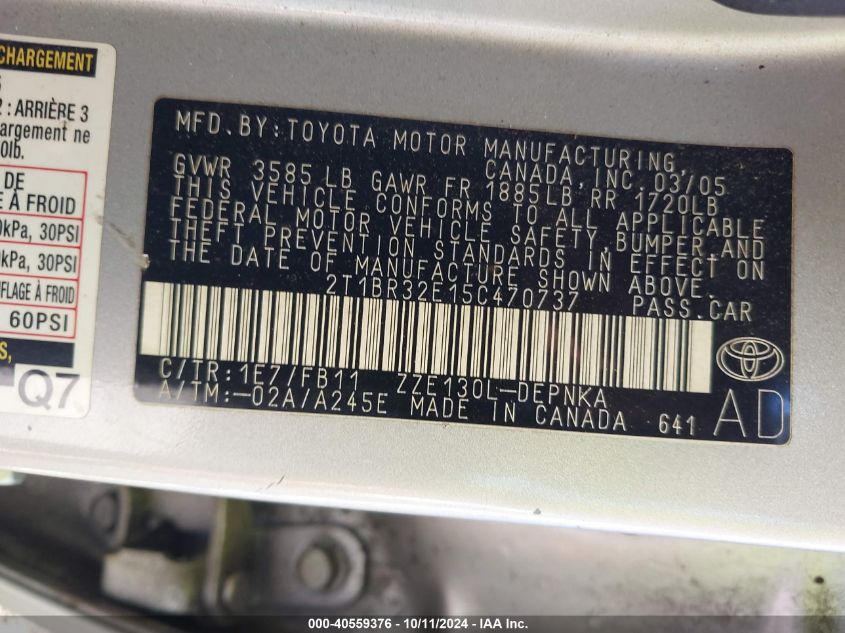 CHARGEMENT
2 : ARRIÈRE 3
argement ne
0lb.
DE
E À FROID
0kPa, 30PSI
0kPa, 30PSI
UFLAGE À FROID
60PSI
Q7
MFD. BY: TOYOTA MOTOR MANUFACTURING,
CANADA, INC. 03/05
GVWR 3585 LB GAWR FR 1885LB RR 1720LB
THIS VEHICLE CONFORMS TO ALL APPLICABLE
FEDERAL MOTOR VEHICLE SAFETY, BUMPER AND
THEFT PREVENTION STANDARDS IN EFFECT ON
THE DATE OF MANUFACTURE SHOWN ABOVE.
2T1BR32E15C470737 PASS.CAR
C/TR:1E7/FB11 ZZE130L-DEPNKA
A/TM:-02A/A245E MADE IN CANADA 641 AD
000-40559376 - 10/11/2024 - IAA Inc.